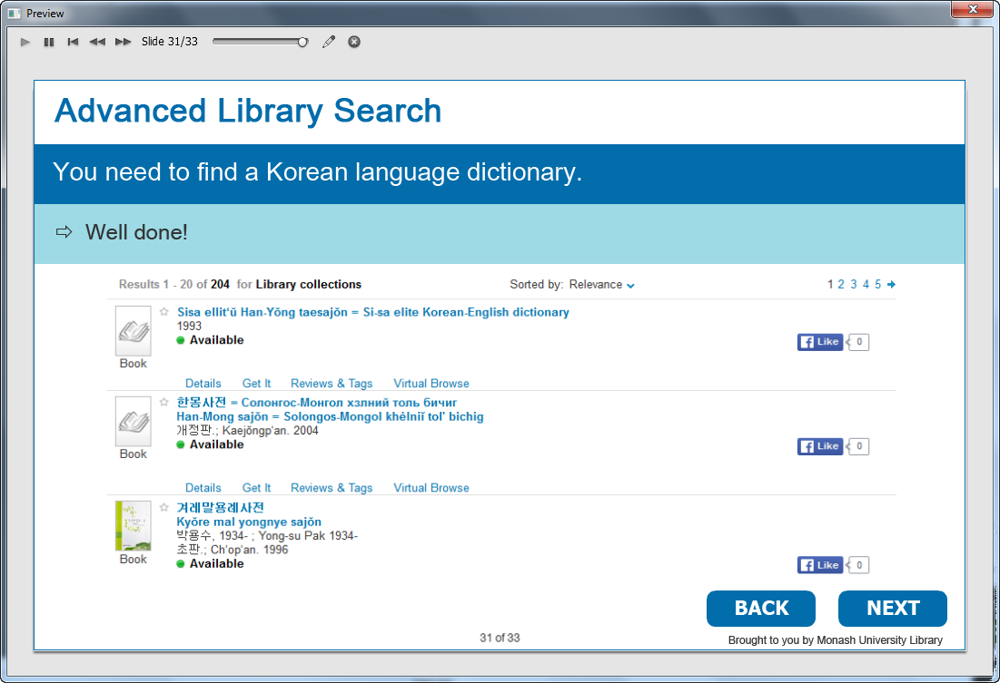 Preview
Slide 31/33
Advanced Library Search
You need to find a Korean language dictionary.
⇨ Well done!
Results 1 - 20 of 204 for Library collections Sorted by: Relevance 1 2 3 4 5
Sisa ellit‘ŭ Han-Yŏng taesajŏn = Si-sa elite Korean-English dictionary
1993
Available
Like 0
Book
Details Get It Reviews & Tags Virtual Browse
한몽사전 = Солонгос-Монгол хэлний толь бичиг
Han-Mong sajŏn = Solongos-Mongol khėlniĭ tol' bichig
개정판.; Kaejŏngp‘an. 2004
Available
Like 0
Book
Details Get It Reviews & Tags Virtual Browse
겨레말용례사전
Kyŏre mal yongnye sajŏn
박용수, 1934- ; Yong-su Pak 1934-
초판.; Ch‘op‘an. 1996
Book
Available
Like 0
BACK NEXT
31 of 33
Brought to you by Monash University Library